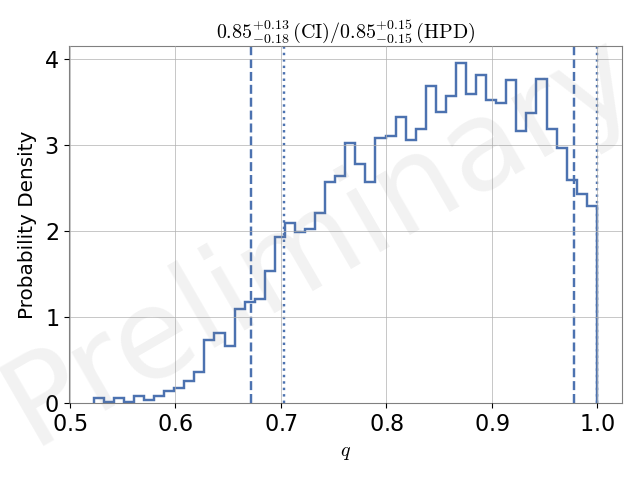 0.85^{+0.13}_{-0.18} (CI)/0.85^{+0.15}_{-0.15} (HPD)
Probability Density
4
3
2
1
0
0.5 0.6 0.7 0.8 0.9 1.0
q
Preliminary